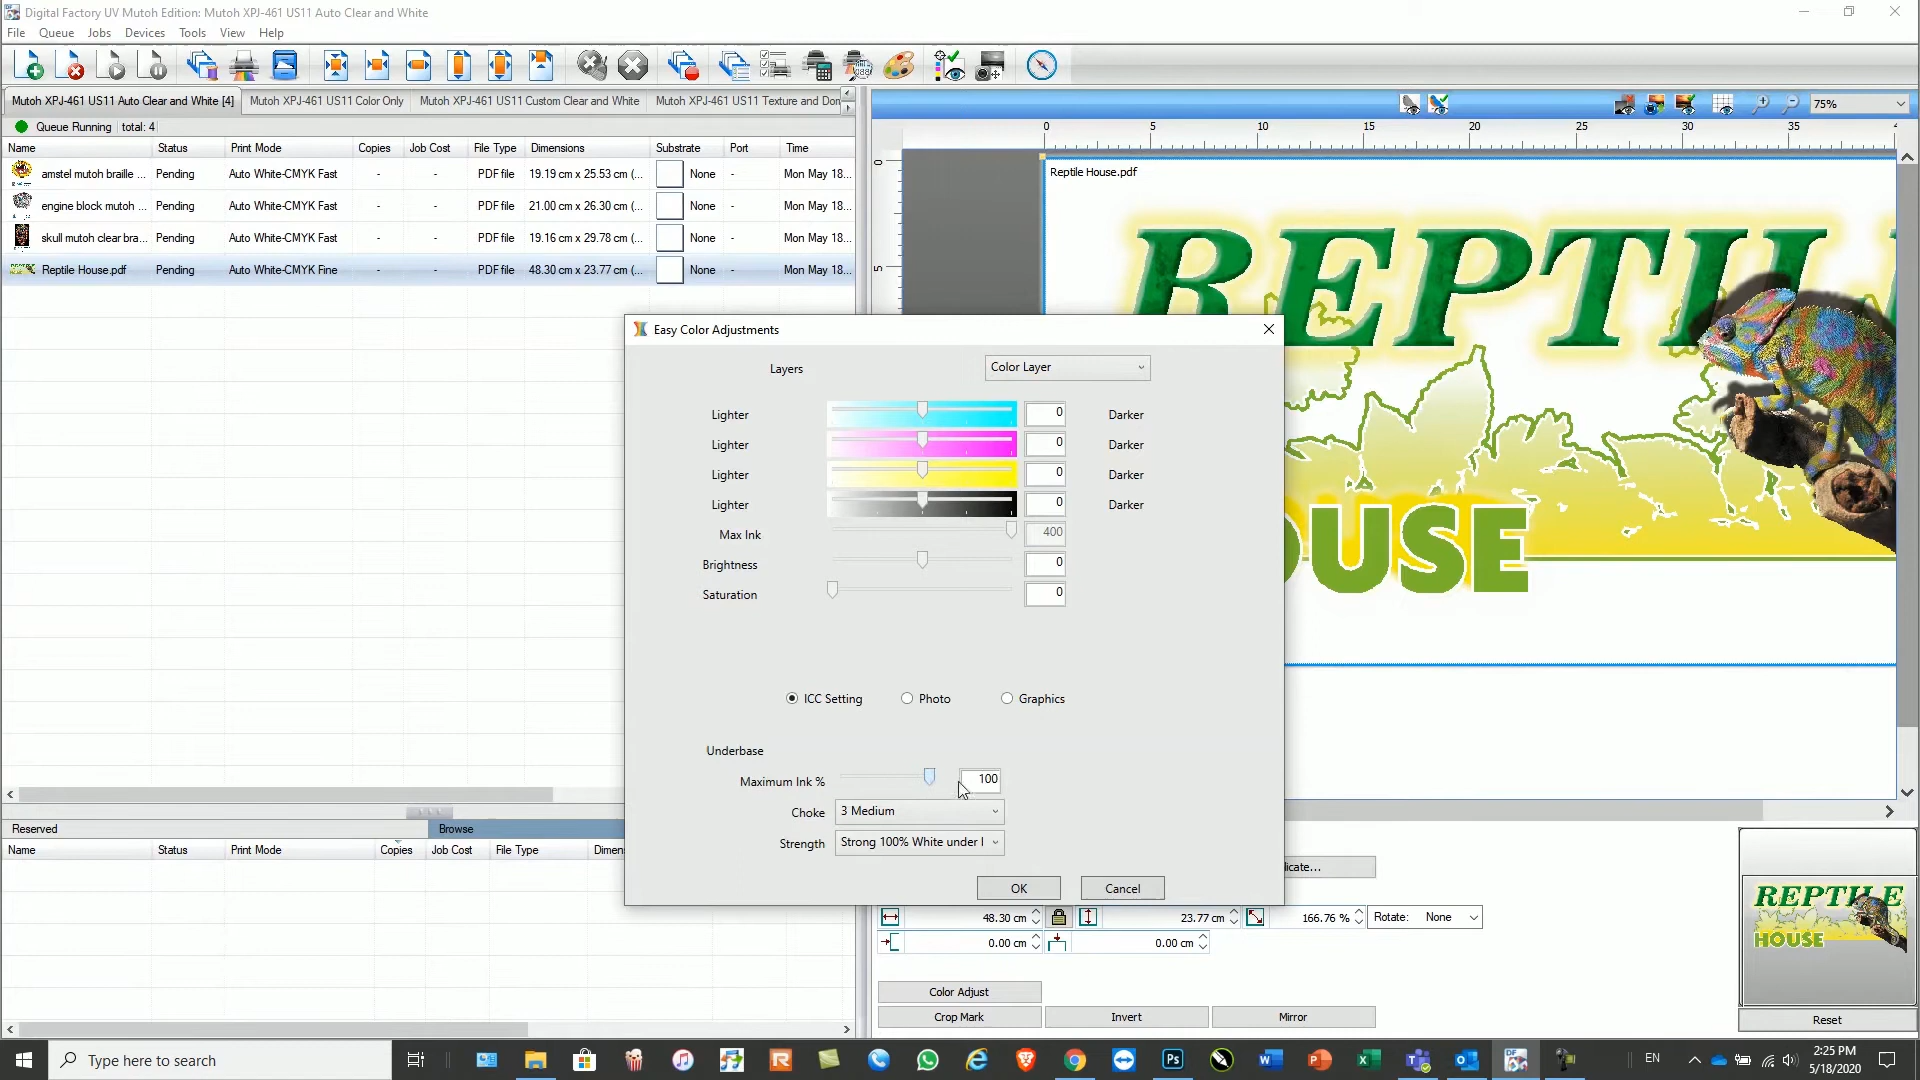 Digital Factory UV Mutoh Edition: Mutoh XPJ-461 US11 Auto Clear and White
File Queue Jobs Devices Tools View Help
Mutoh XPJ-461 US11 Auto Clear and White [4] Mutoh XPJ-461 US11 Color Only Mutoh XPJ-461 US11 Custom Clear and White Mutoh XPJ-461 US11 Texture and Don
75%
Queue Running total: 4
0 5 10 15 20 25 30 35
Name Status Print Mode Copies Job Cost File Type Dimensions Substrate Port Time
amstel mutoh braille ... Pending Auto White-CMYK Fast - - PDF file 19.19 cm x 25.53 cm (... None - Mon May 18...
engine block mutoh ... Pending Auto White-CMYK Fast - - PDF file 21.00 cm x 26.30 cm (... None - Mon May 18...
skull mutoh clear bra... Pending Auto White-CMYK Fast - - PDF file 19.16 cm x 29.78 cm (... None - Mon May 18...
Reptile House.pdf Pending Auto White-CMYK Fine - - PDF file 48.30 cm x 23.77 cm (... None - Mon May 18...
0
5
Reptile House.pdf
REPTIL
OUSE
Easy Color Adjustments
Layers Color Layer
Lighter 0 Darker
Lighter 0 Darker
Lighter 0 Darker
Lighter 0 Darker
Max Ink 400
Brightness 0
Saturation 0
ICC Setting Photo Graphics
Underbase
Maximum Ink % 100
Choke 3 Medium
Strength Strong 100% White under I
OK Cancel
Reserved Browse
Name Status Print Mode Copies Job Cost File Type Dimens
licate...
48.30 cm 23.77 cm 166.76 % Rotate: None
0.00 cm 0.00 cm
Color Adjust
Crop Mark Invert Mirror
REPTILE
HOUSE
Reset
Type here to search
EN
2:25 PM
5/18/2020